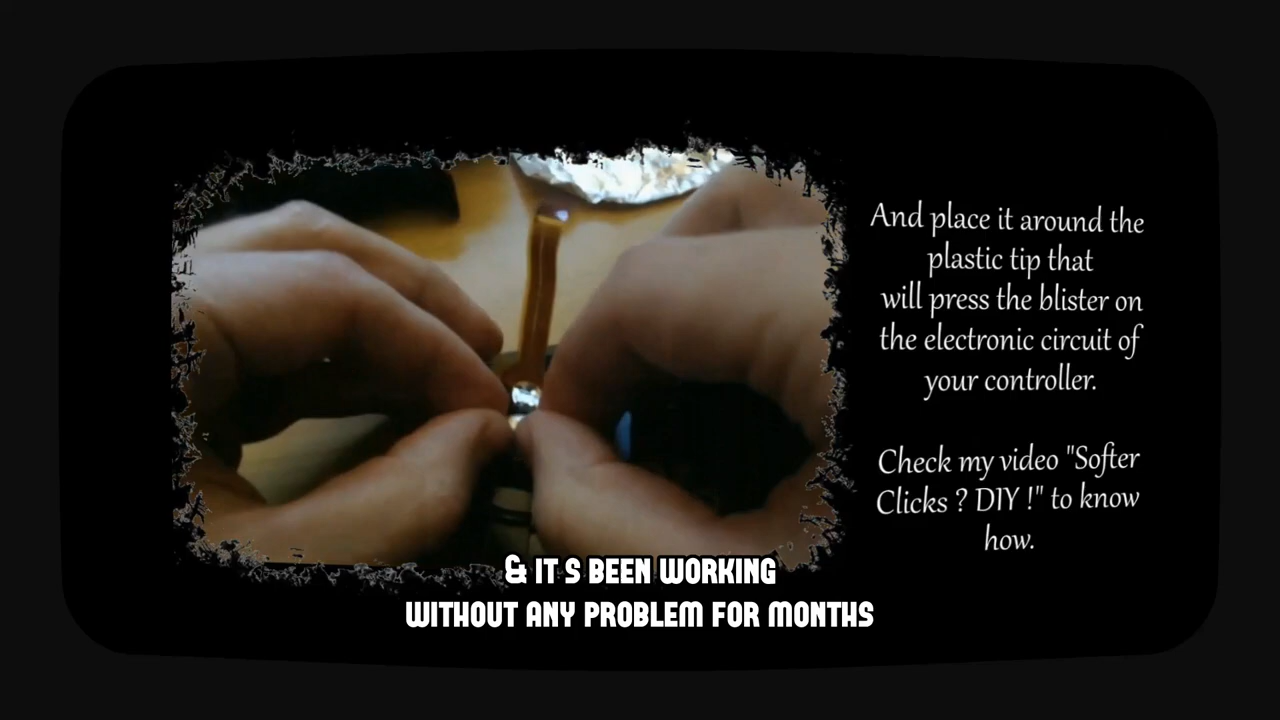 And place it around the
plastic tip that
will press the blister on
the electronic circuit of
your controller.
Check my video "Softer
Clicks ? DIY !" to know
how.
& IT S BEEN WORKING
WITHOUT ANY PROBLEM FOR MONTHS